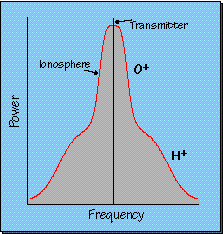 Transmitter
Ionosphere
O+
H+
Power
Frequency